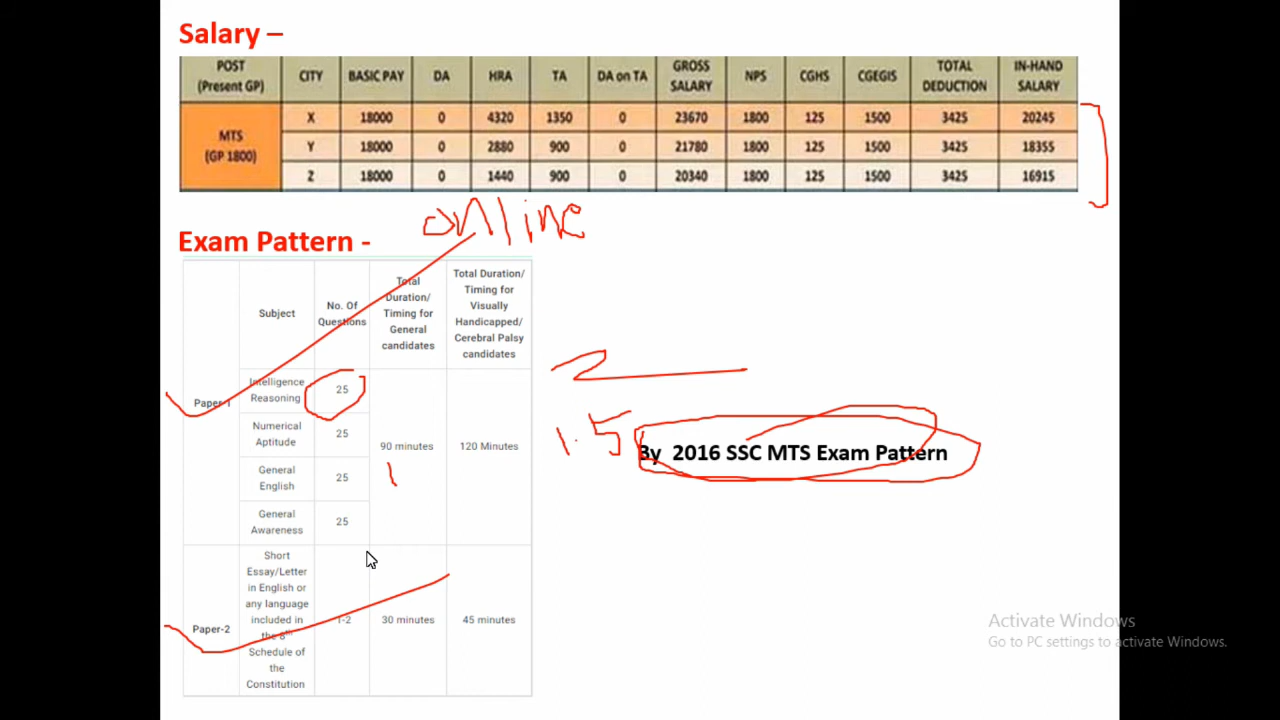 Salary –
POST (Present GP) CITY BASIC PAY DA HRA TA DA on TA GROSS SALARY NPS CGHS CGEGIS TOTAL DEDUCTION IN-HAND SALARY
MTS (GP 1800)
X 18000 0 4320 1350 0 23670 1800 125 1500 3425 20245
Y 18000 0 2880 900 0 21780 1800 125 1500 3425 18355
Z 18000 0 1440 900 0 20340 1800 125 1500 3425 16915
online
Exam Pattern -
Subject
No. Of
Questions
Total
Duration/
Timing for
General
candidates
Total Duration/
Timing for
Visually
Handicapped/
Cerebral Palsy
candidates
Paper-1
Intelligence
Reasoning
25
Numerical
Aptitude
25
General
English
25
General
Awareness
25
90 minutes
120 Minutes
2
1.5
1
By 2016 SSC MTS Exam Pattern
Paper-2
Short
Essay/Letter
in English or
any language
included in
the 8th
Schedule of
the
Constitution
1-2
30 minutes
45 minutes
Activate Windows
Go to PC settings to activate Windows.